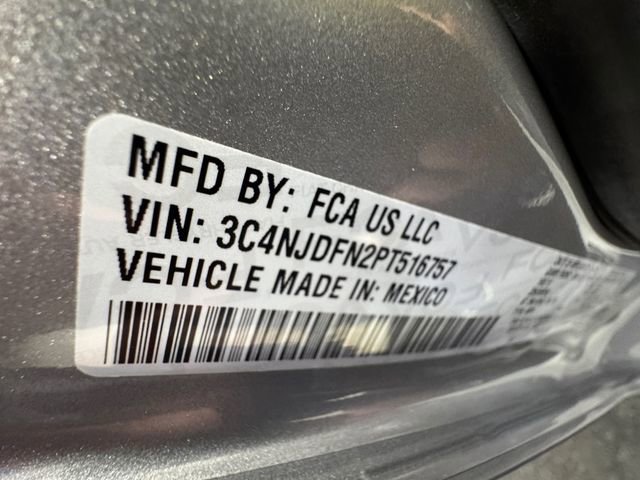 MFD BY: FCA US LLC
VIN: 3C4NJDFN2PT516757
VEHICLE MADE IN: MEXICO